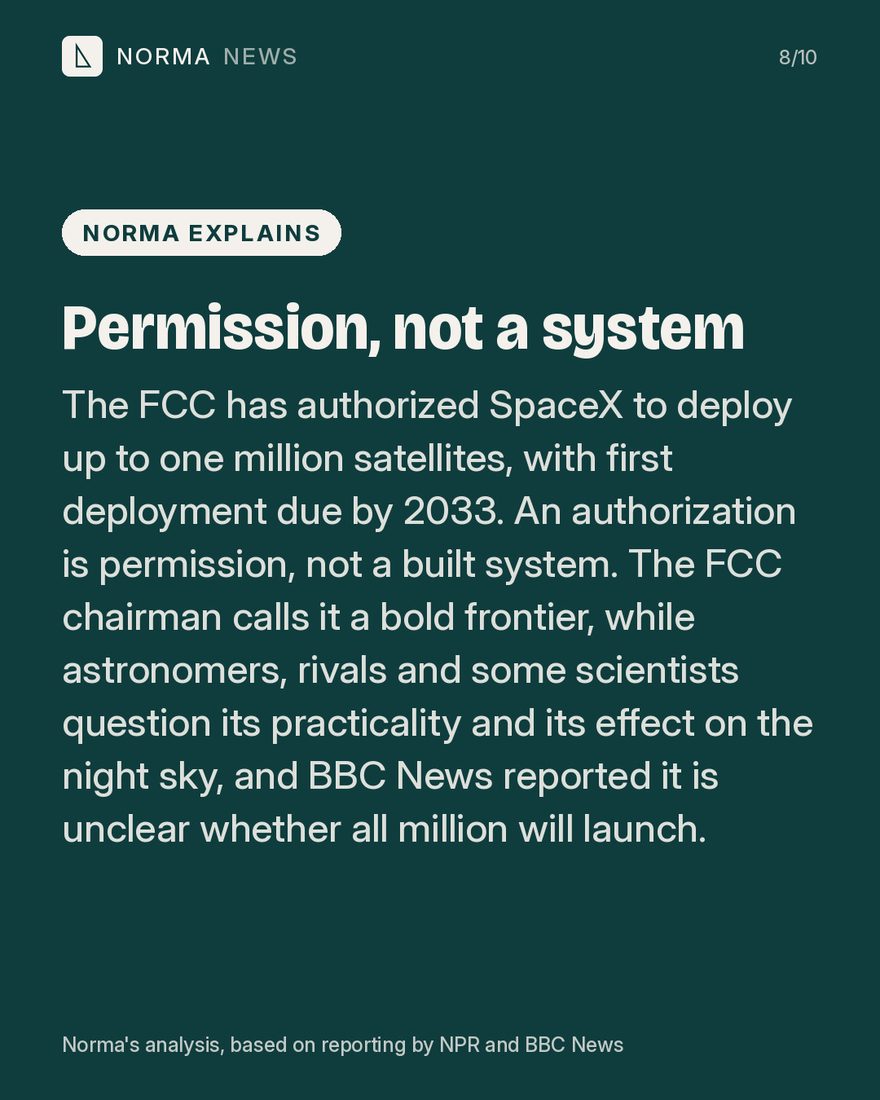 NORMA NEWS
8/10
NORMA EXPLAINS
Permission, not a system
The FCC has authorized SpaceX to deploy
up to one million satellites, with first
deployment due by 2033. An authorization
is permission, not a built system. The FCC
chairman calls it a bold frontier, while
astronomers, rivals and some scientists
question its practicality and its effect on the
night sky, and BBC News reported it is
unclear whether all million will launch.
Norma's analysis, based on reporting by NPR and BBC News